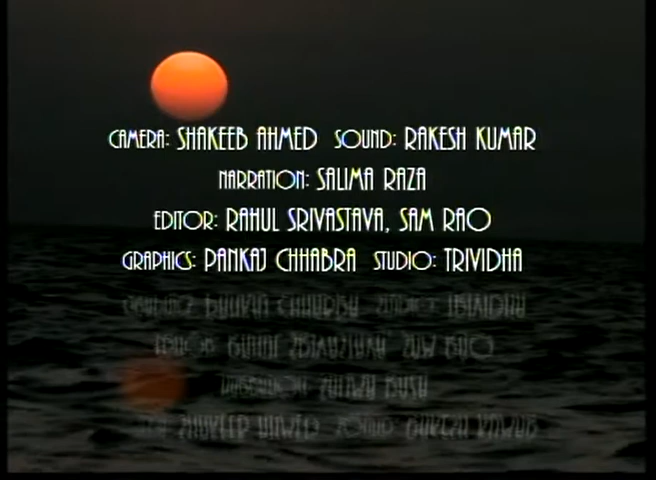 CAMERA: SHAKEEB AHMED SOUND: RAKESH KUMAR
NARRATION: SALIMA RAZA
EDITOR: RAHUL SRIVASTAVA, SAM RAO
GRAPHICS: PANKAJ CHHABRA STUDIO: TRIVIDHA